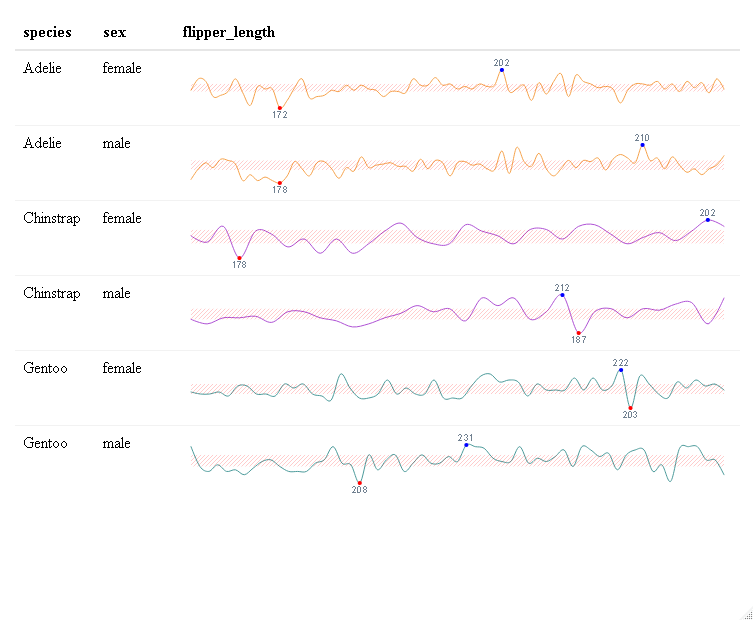 species sex flipper_length
202
Adelie female
172
210
Adelie male
178
202
Chinstrap female
178
212
Chinstrap male
187
222
Gentoo female
203
231
Gentoo male
208